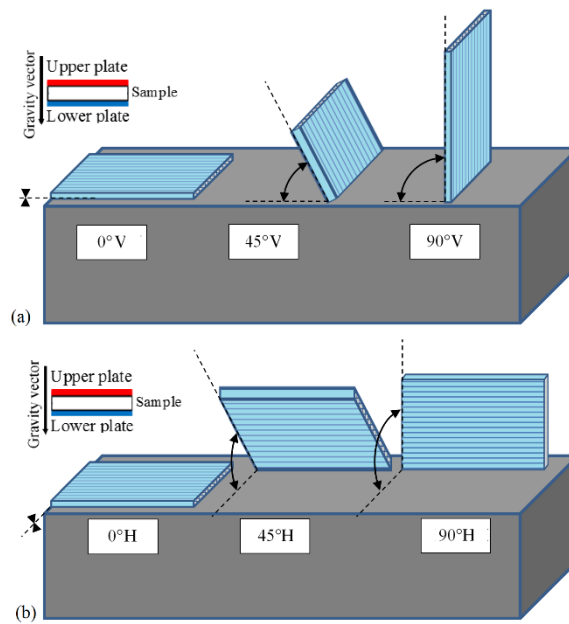 Gravity vector
Upper plate
Sample
Lower plate
0°V
45°V
90°V
(a)
Gravity vector
Upper plate
Sample
Lower plate
0°H
45°H
90°H
(b)